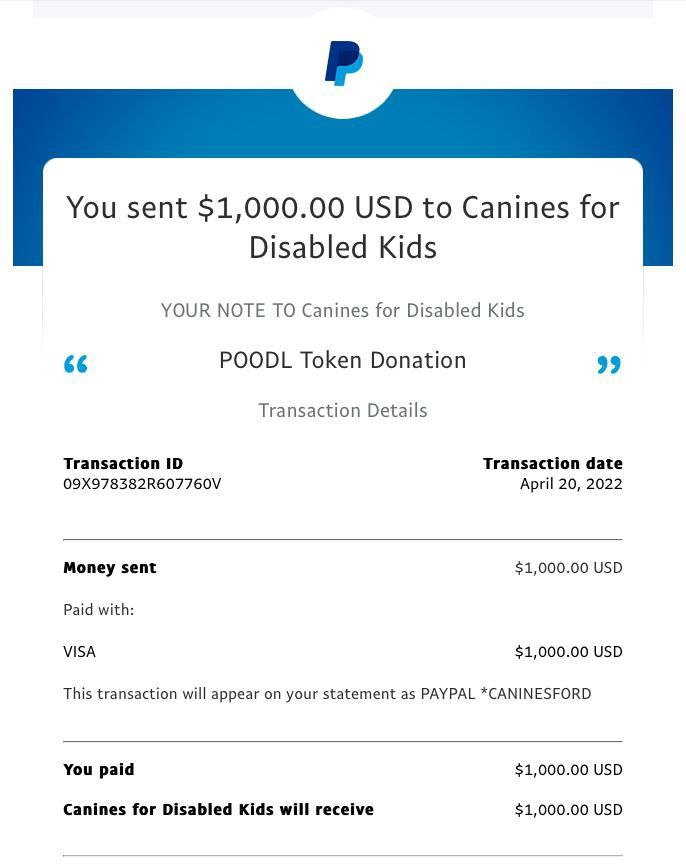 You sent $1,000.00 USD to Canines for
Disabled Kids
YOUR NOTE TO Canines for Disabled Kids
“ POODL Token Donation ”
Transaction Details
Transaction ID Transaction date
09X978382R607760V April 20, 2022
Money sent $1,000.00 USD
Paid with:
VISA $1,000.00 USD
This transaction will appear on your statement as PAYPAL *CANINESFORD
You paid $1,000.00 USD
Canines for Disabled Kids will receive $1,000.00 USD